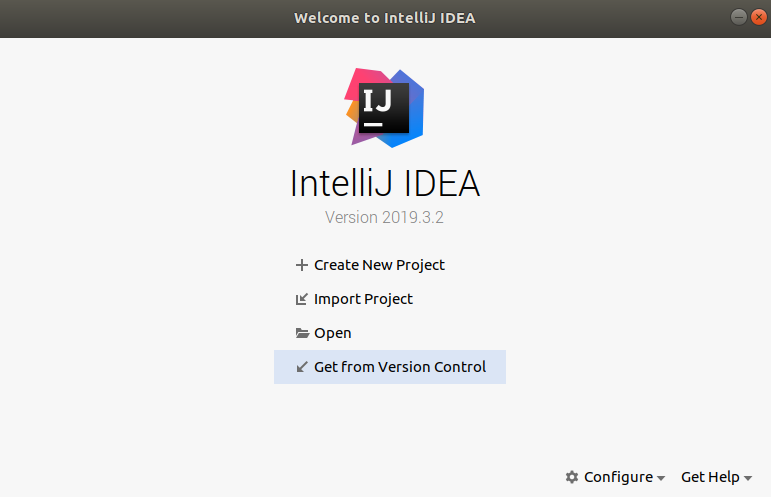 Welcome to IntelliJ IDEA
IJ
IntelliJ IDEA
Version 2019.3.2
Create New Project
Import Project
Open
Get from Version Control
Configure
Get Help